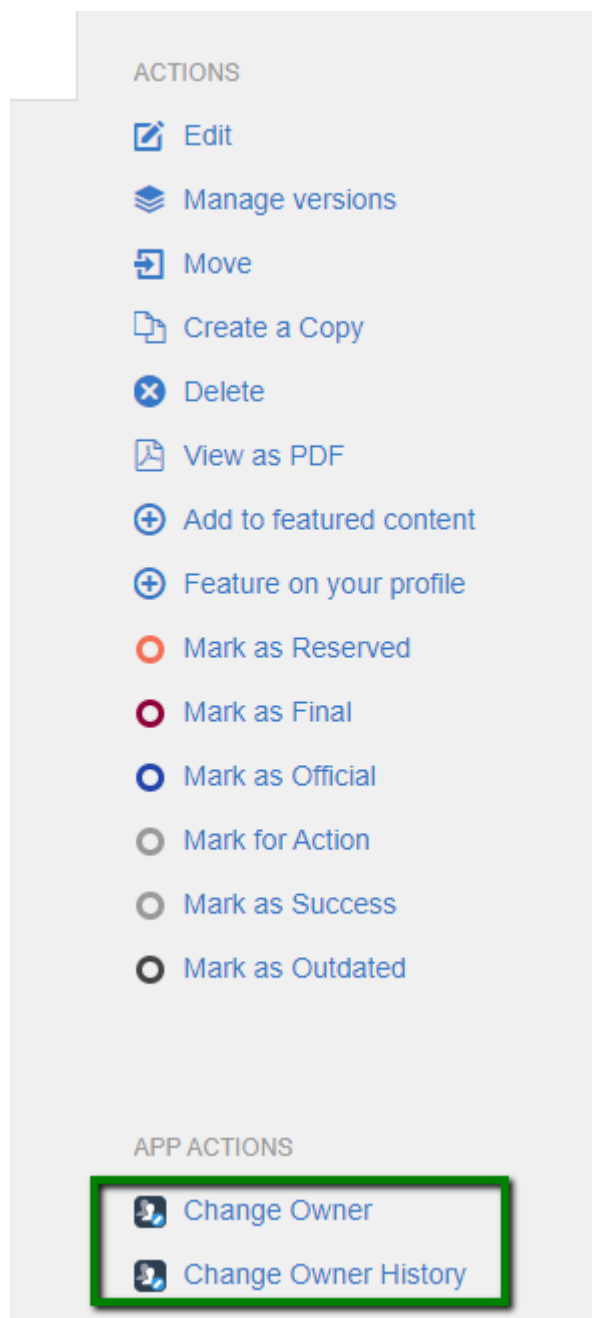 ACTIONS
Edit
Manage versions
Move
Create a Copy
Delete
View as PDF
Add to featured content
Feature on your profile
Mark as Reserved
Mark as Final
Mark as Official
Mark for Action
Mark as Success
Mark as Outdated
APP ACTIONS
Change Owner
Change Owner History